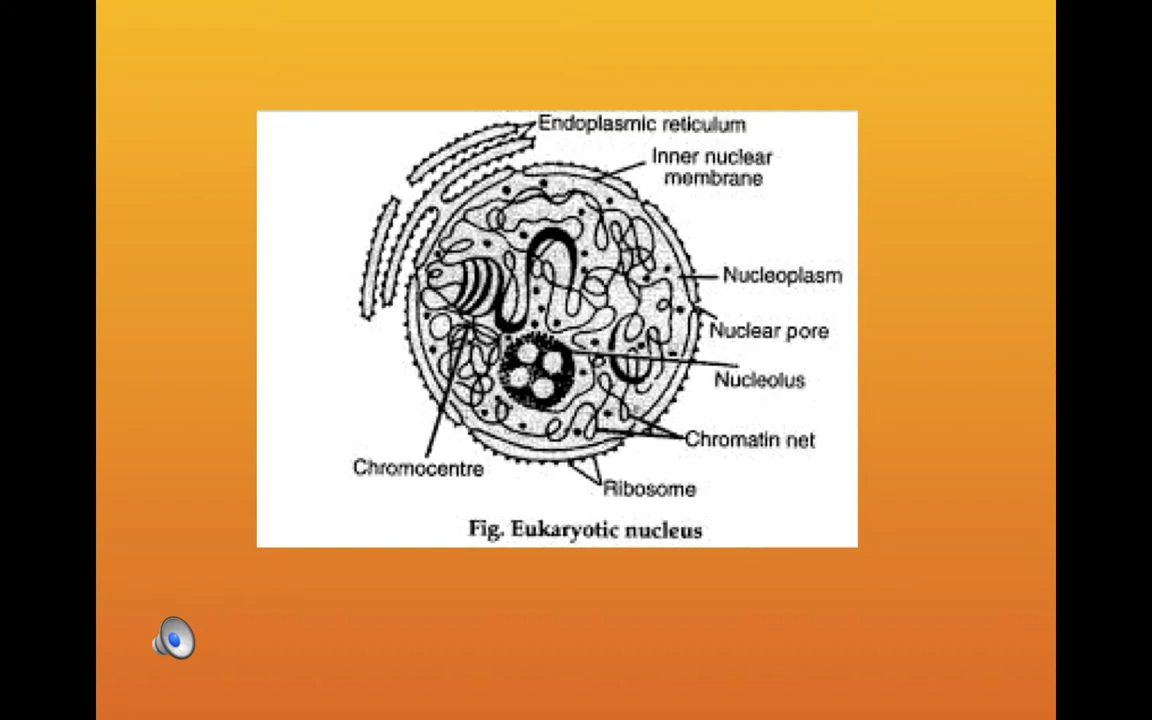 Endoplasmic reticulum
Inner nuclear
membrane
Nucleoplasm
Nuclear pore
Nucleolus
Chromatin net
Chromocentre
Ribosome
Fig. Eukaryotic nucleus